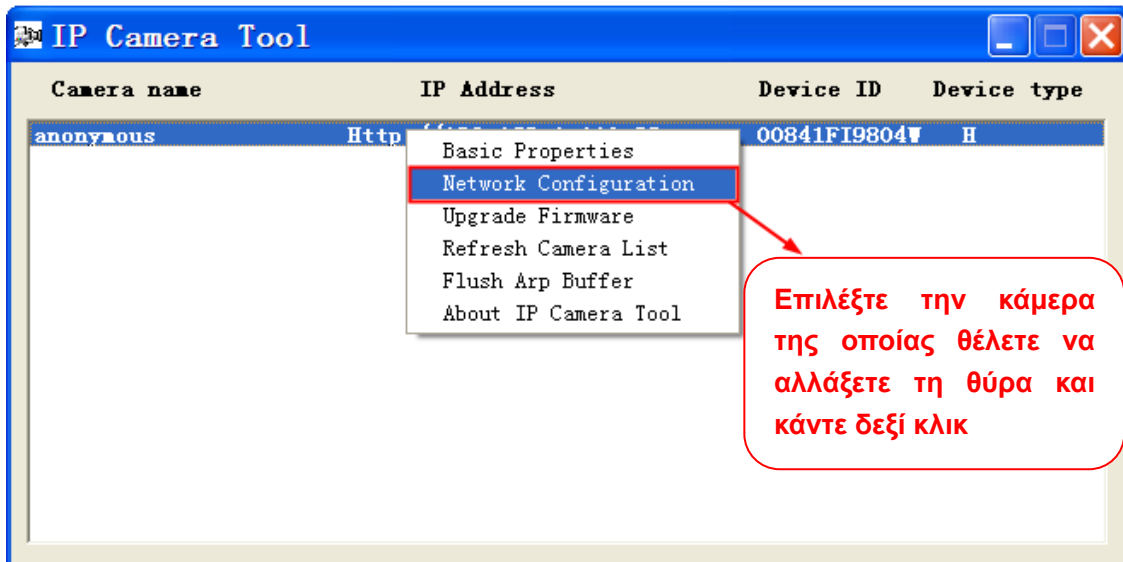 IP Camera Tool
Camera name IP Address Device ID Device type
anonymous Http 00841FI9804W H
Basic Properties
Network Configuration
Upgrade Firmware
Refresh Camera List
Flush Arp Buffer
About IP Camera Tool
Επιλέξτε την κάμερα
της οποίας θέλετε να
αλλάξετε τη θύρα και
κάντε δεξί κλικ